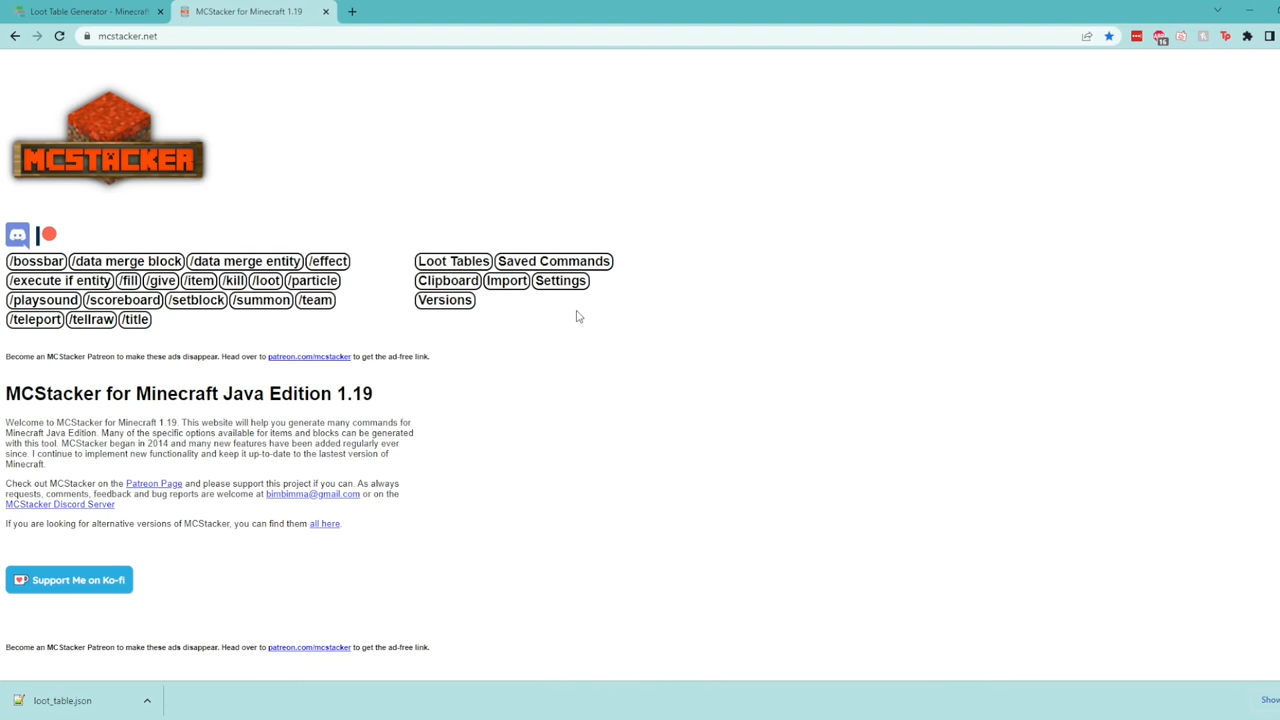 Loot Table Generator - Minecraft
MCStacker for Minecraft 1.19
mcstacker.net
16
MCSTACKER
/bossbar /data merge block /data merge entity /effect
/execute if entity /fill /give /item /kill /loot /particle
/playsound /scoreboard /setblock /summon /team
/teleport /tellraw /title
Loot Tables Saved Commands
Clipboard Import Settings
Versions
Become an MCStacker Patreon to make these ads disappear. Head over to patreon.com/mcstacker to get the ad-free link.
MCStacker for Minecraft Java Edition 1.19
Welcome to MCStacker for Minecraft 1.19. This website will help you generate many commands for
Minecraft Java Edition. Many of the specific options available for items and blocks can be generated
with this tool. MCStacker began in 2014 and many new features have been added regularly ever
since. I continue to implement new functionality and keep it up-to-date to the lastest version of
Minecraft.
Check out MCStacker on the Patreon Page and please support this project if you can. As always
requests, comments, feedback and bug reports are welcome at bimbimma@gmail.com or on the
MCStacker Discord Server
If you are looking for alternative versions of MCStacker, you can find them all here.
Support Me on Ko-fi
Become an MCStacker Patreon to make these ads disappear. Head over to patreon.com/mcstacker to get the ad-free link.
loot_table.json
Show